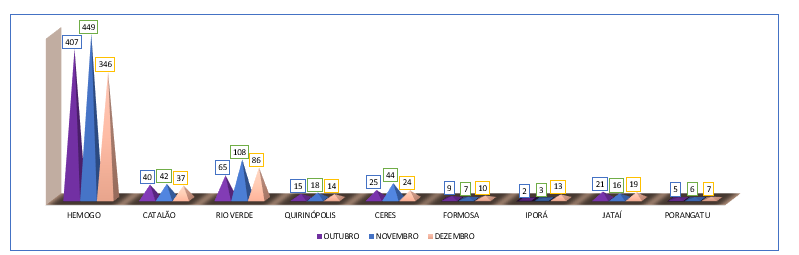 449
407
346
108
86
65
40 42 37
15 18 14
25 44 24
9 7 10
2 3 13
21 16 19
5 6 7
HEMOGO CATALÃO RIO VERDE QUIRINÓPOLIS CERES FORMOSA IPORÁ JATAÍ PORANGATU
OUTUBRO NOVEMBRO DEZEMBRO